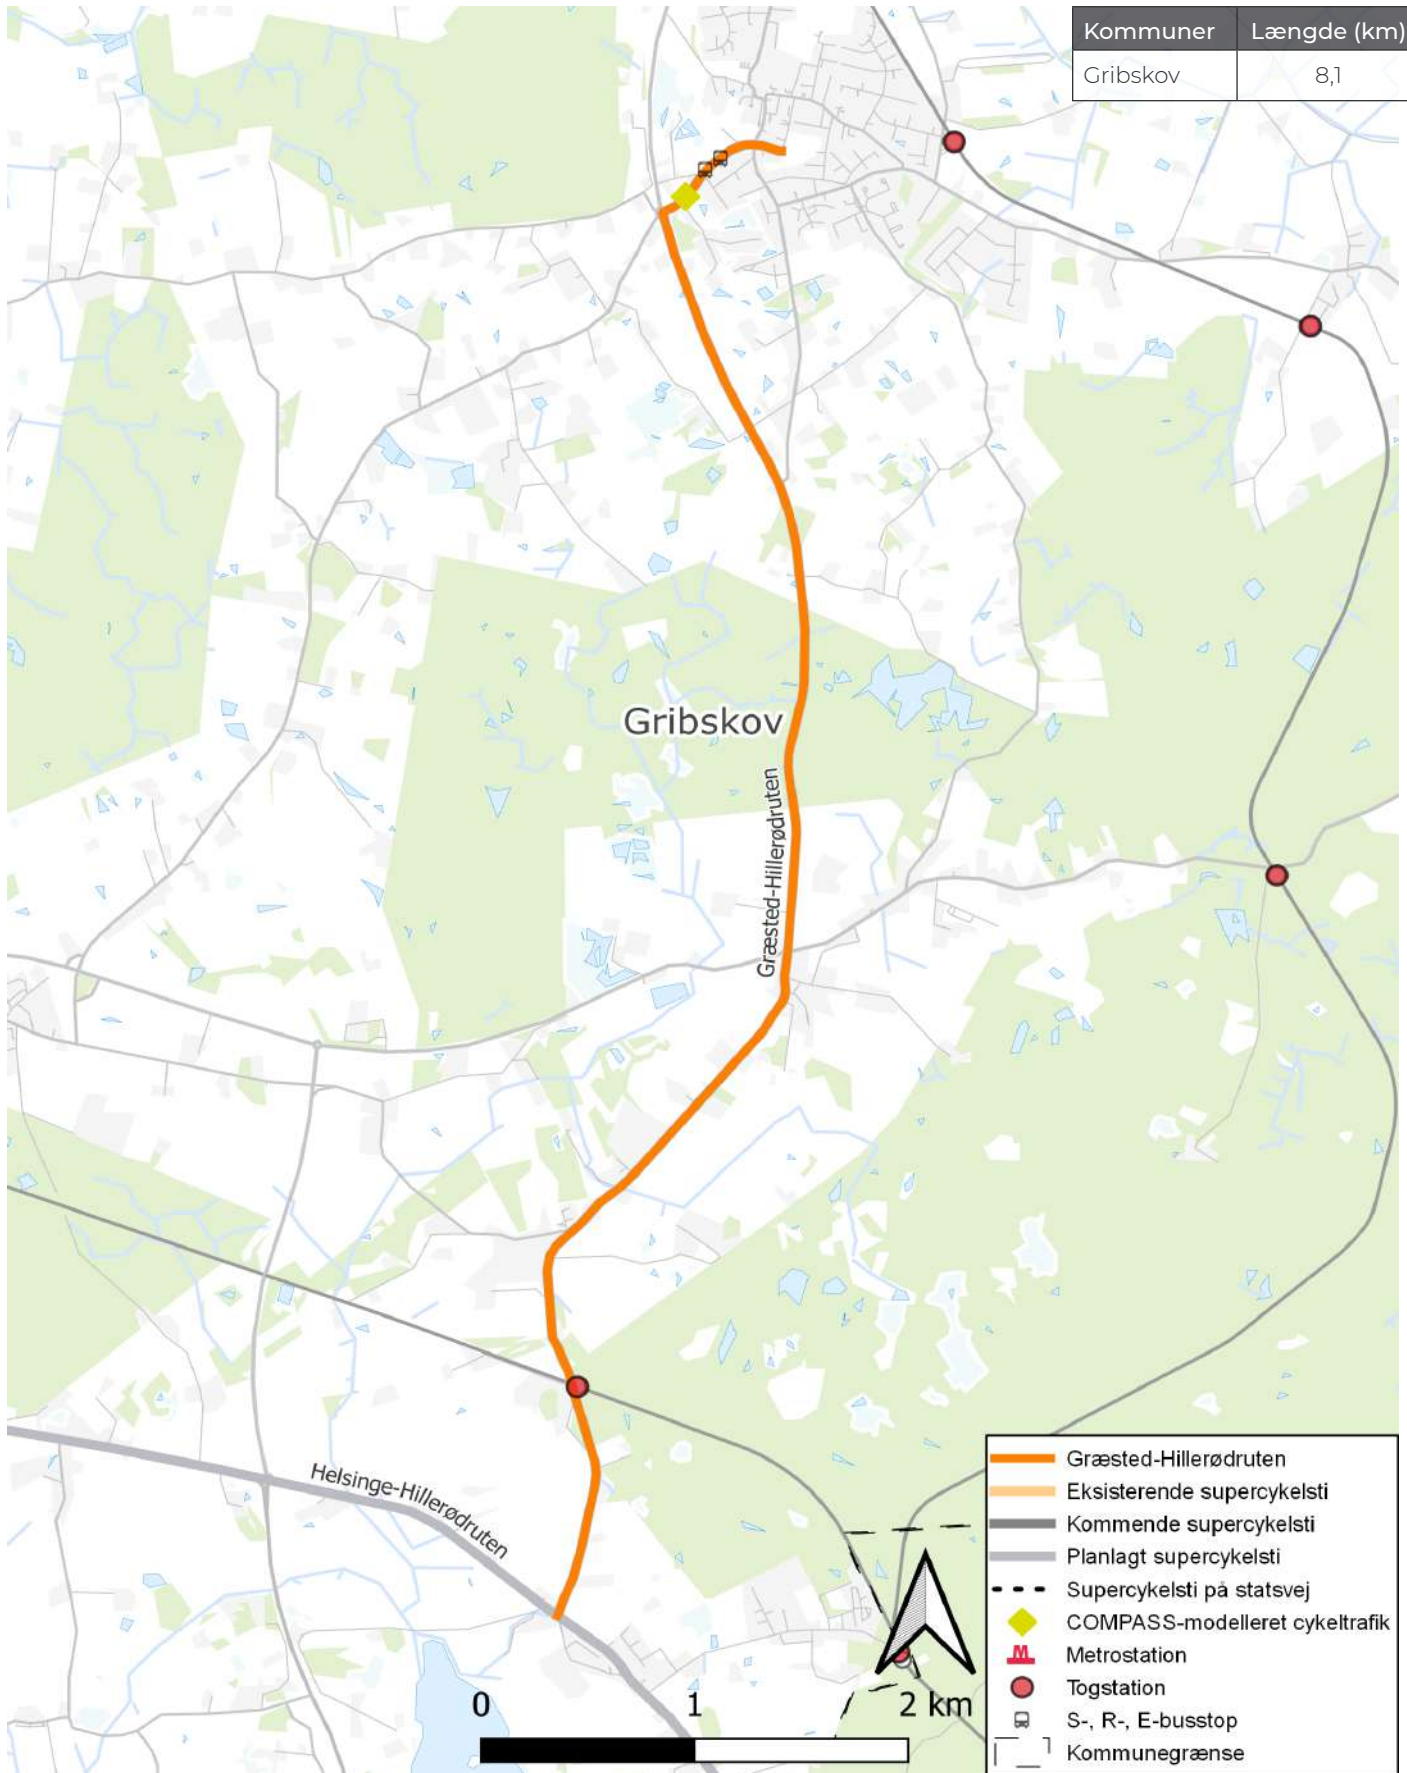 Kommuner Længde (km)
Gribskov 8,1
Gribskov
Græsted-Hillerødruten
Helsinge-Hillerødruten
0 1 2 km
Græsted-Hillerødruten
Eksisterende supercykelsti
Kommende supercykelsti
Planlagt supercykelsti
Supercykelsti på statsvej
COMPASS-modelleret cykeltrafik
M
Metrostation
Togstation
S-, R-, E-busstop
Kommunegrænse